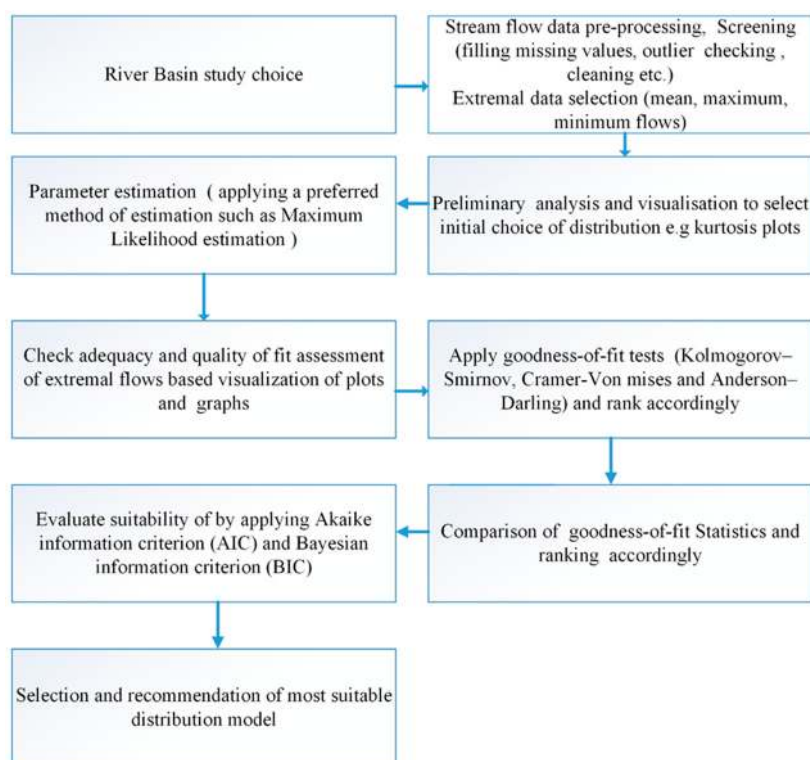 River Basin study choice
Stream flow data pre-processing, Screening
(filling missing values, outlier checking ,
cleaning etc.)
Extremal data selection (mean, maximum,
minimum flows)
Preliminary analysis and visualisation to select
initial choice of distribution e.g kurtosis plots
Parameter estimation ( applying a preferred
method of estimation such as Maximum
Likelihood estimation )
Check adequacy and quality of fit assessment
of extremal flows based visualization of plots
and graphs
Apply goodness-of-fit tests (Kolmogorov–
Smirnov, Cramer-Von mises and Anderson–
Darling) and rank accordingly
Comparison of goodness-of-fit Statistics and
ranking accordingly
Evaluate suitability of by applying Akaike
information criterion (AIC) and Bayesian
information criterion (BIC)
Selection and recommendation of most suitable
distribution model